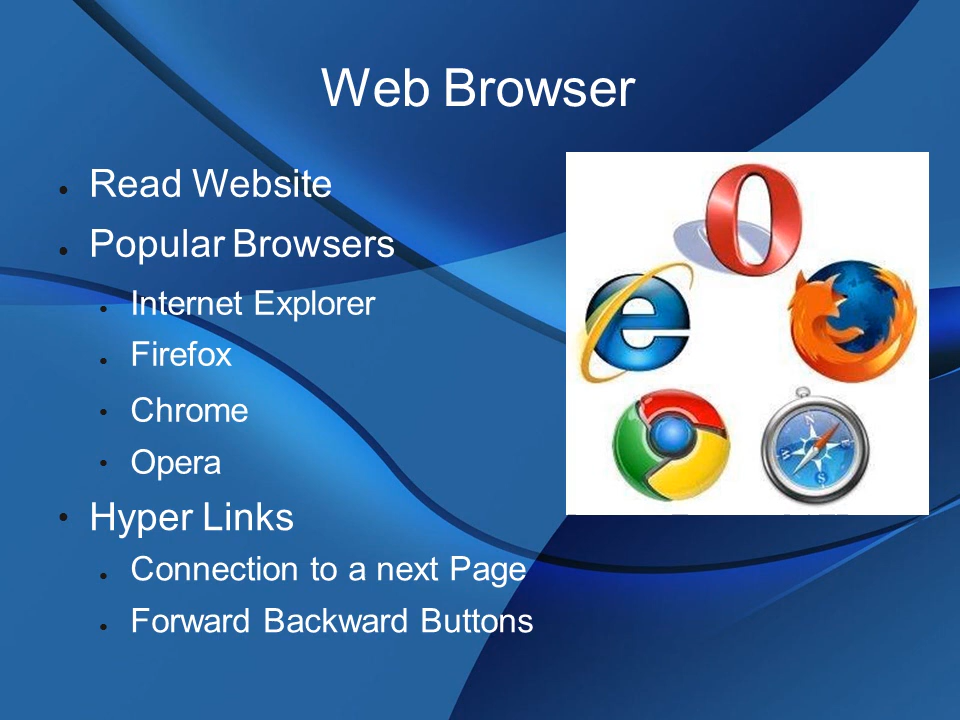 Web Browser
Read Website
Popular Browsers
Internet Explorer
Firefox
Chrome
Opera
Hyper Links
Connection to a next Page
Forward Backward Buttons